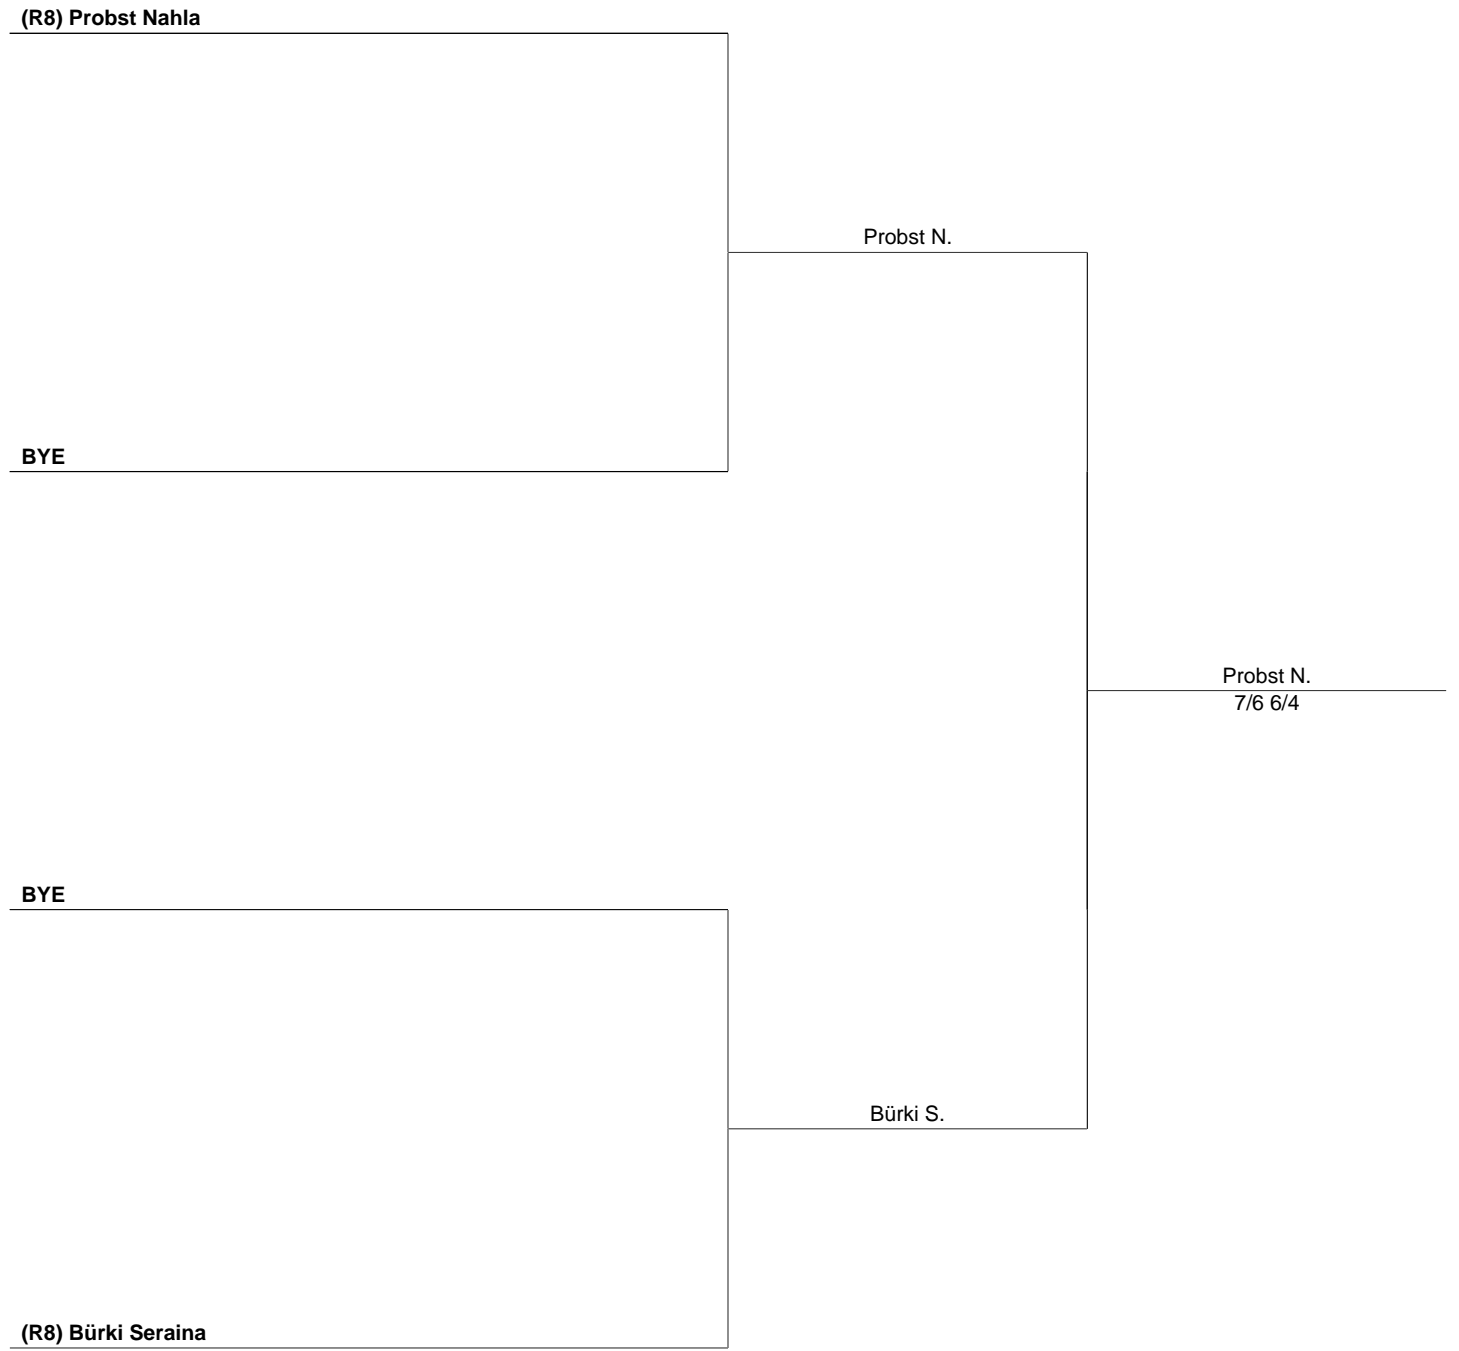 (R8) Probst Nahla
Probst N.
BYE
Probst N.
7/6 6/4
BYE
Bürki S.
(R8) Bürki Seraina